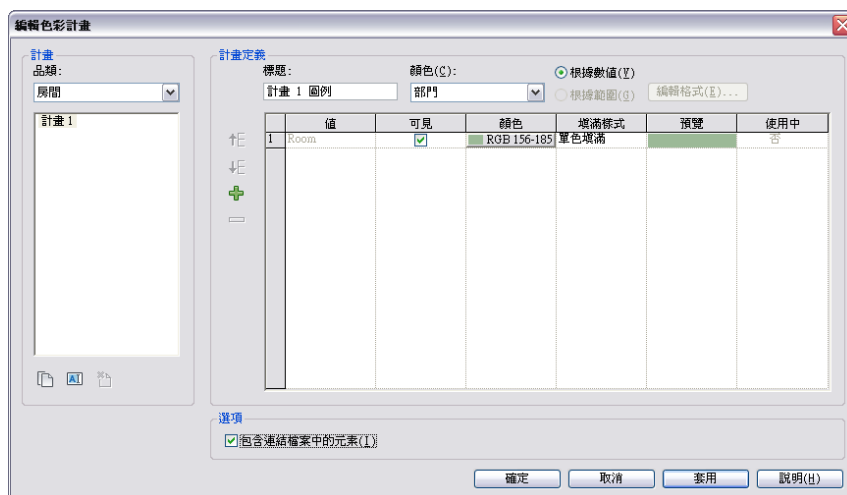 編輯色彩計畫
計畫
品類:
房間
計畫 1
計畫定義
標題:
計畫 1 圖例
顏色(C):
部門
根據數值(V)
根據範圍(G)
編輯格式(E)...
值 可見 顏色 填滿樣式 預覽 使用中
1 Room RGB 156-185 單色填滿 否
選項
包含連結檔案中的元素(I)
確定 取消 套用 說明(H)